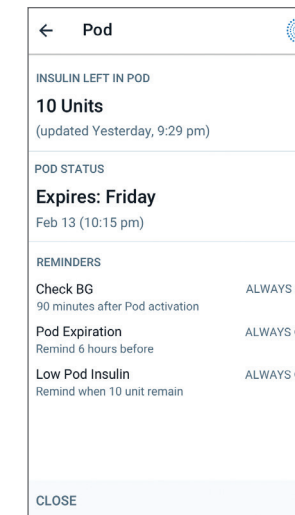 Pod
INSULIN LEFT IN POD
10 Units
(updated Yesterday, 9:29 pm)
POD STATUS
Expires: Friday
Feb 13 (10:15 pm)
REMINDERS
Check BG ALWAYS
90 minutes after Pod activation
Pod Expiration ALWAYS
Remind 6 hours before
Low Pod Insulin ALWAYS
Remind when 10 unit remain
CLOSE